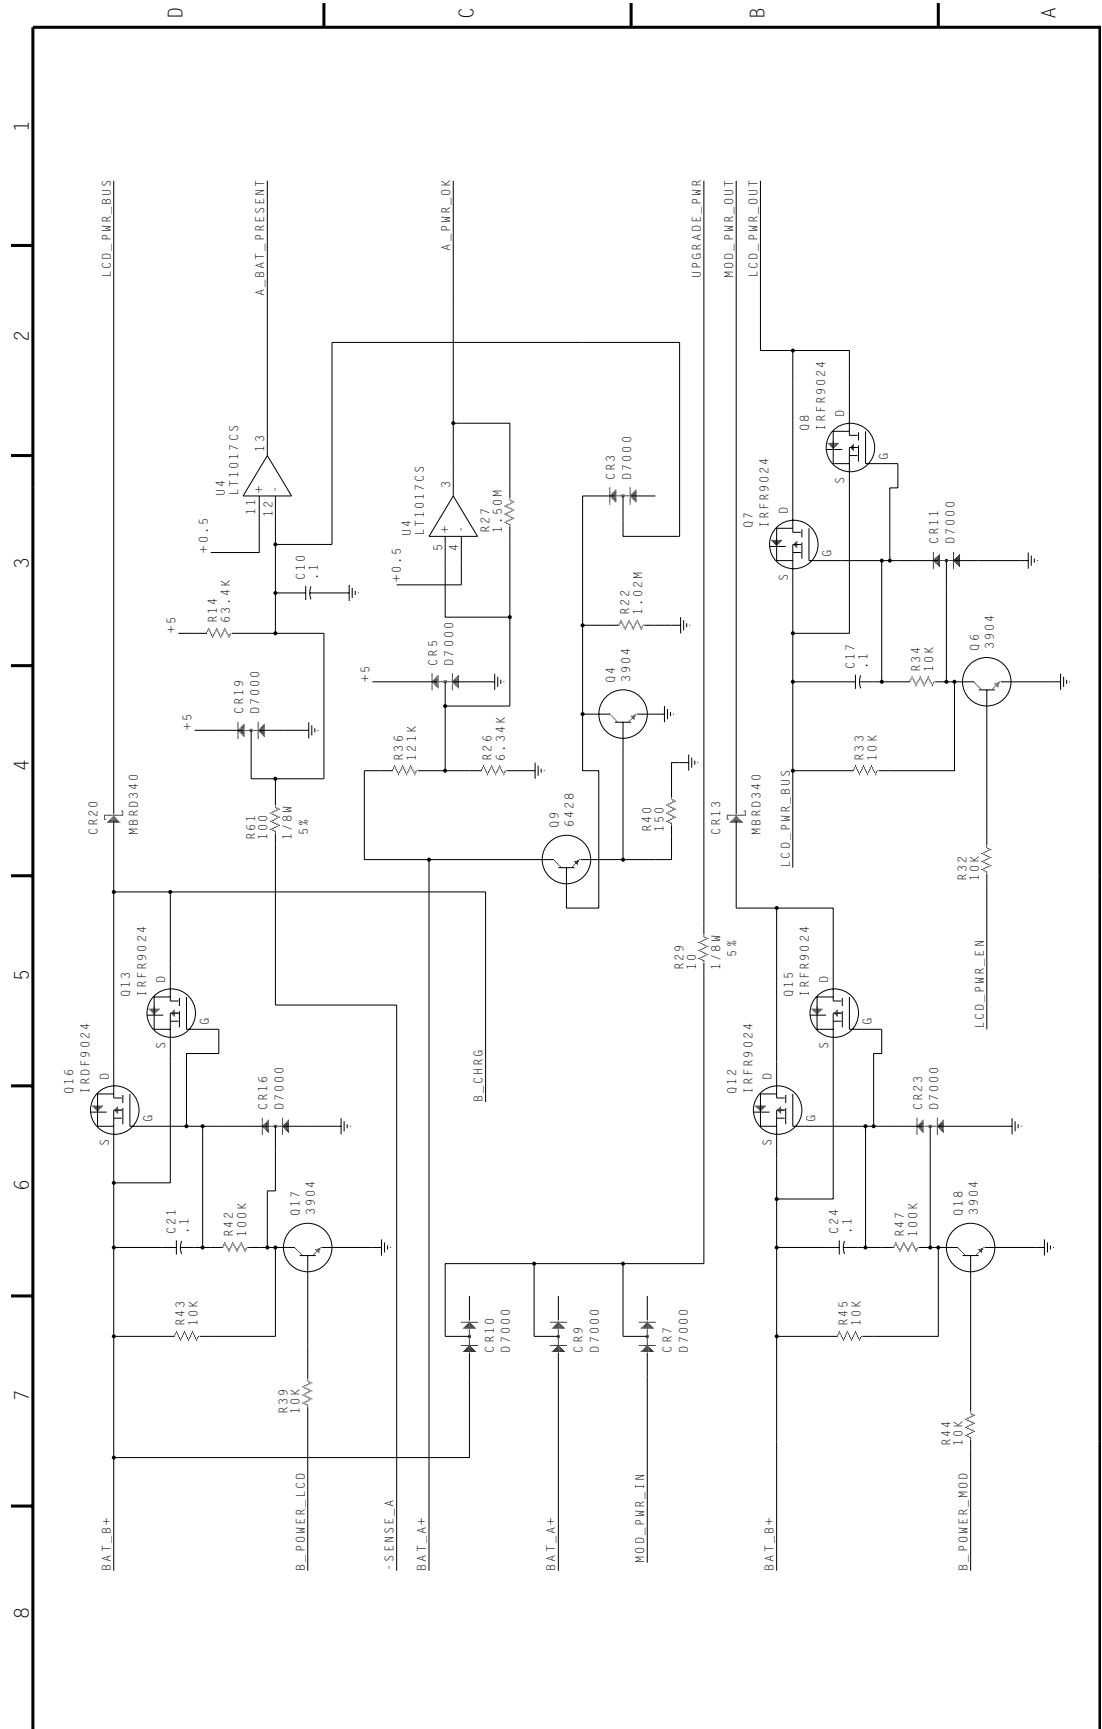 D
C
B
A
1
2
3
4
5
6
7
8
LCD_PWR_BUS
A_BAT_PRESENT
A_PWR_OK
UPGRADE_PWR
MOD_PWR_OUT
LCD_PWR_OUT
U4
LT1017CS
11
12
13
+
-
+0.5
C10
.1
R14
63.4K
+5
CR19
D7000
+5
R61
100
1/8W
5%
U4
LT1017CS
5
4
3
+
-
+0.5
R27
1.50M
CR5
D7000
+5
R36
121K
R26
6.34K
CR3
D7000
R22
1.02M
Q4
3904
Q9
6428
R40
150
Q8
IRFR9024
D
S
G
Q7
IRFR9024
D
S
G
CR11
D7000
C17
.1
R34
10K
Q6
3904
R33
10K
LCD_PWR_BUS
R32
10K
LCD_PWR_EN
CR20
MBRD340
CR13
MBRD340
Q13
IRFR9024
D
S
G
Q16
IRDF9024
D
S
G
CR16
D7000
C21
.1
R42
100K
Q17
3904
R43
10K
R39
10K
B_CHRG
R29
10
1/8W
5%
CR10
D7000
CR9
D7000
CR7
D7000
Q15
IRFR9024
D
S
G
Q12
IRFR9024
D
S
G
CR23
D7000
C24
.1
R47
100K
Q18
3904
R45
10K
R44
10K
BAT_B+
B_POWER_LCD
-SENSE_A
BAT_A+
BAT_A+
MOD_PWR_IN
BAT_B+
B_POWER_MOD